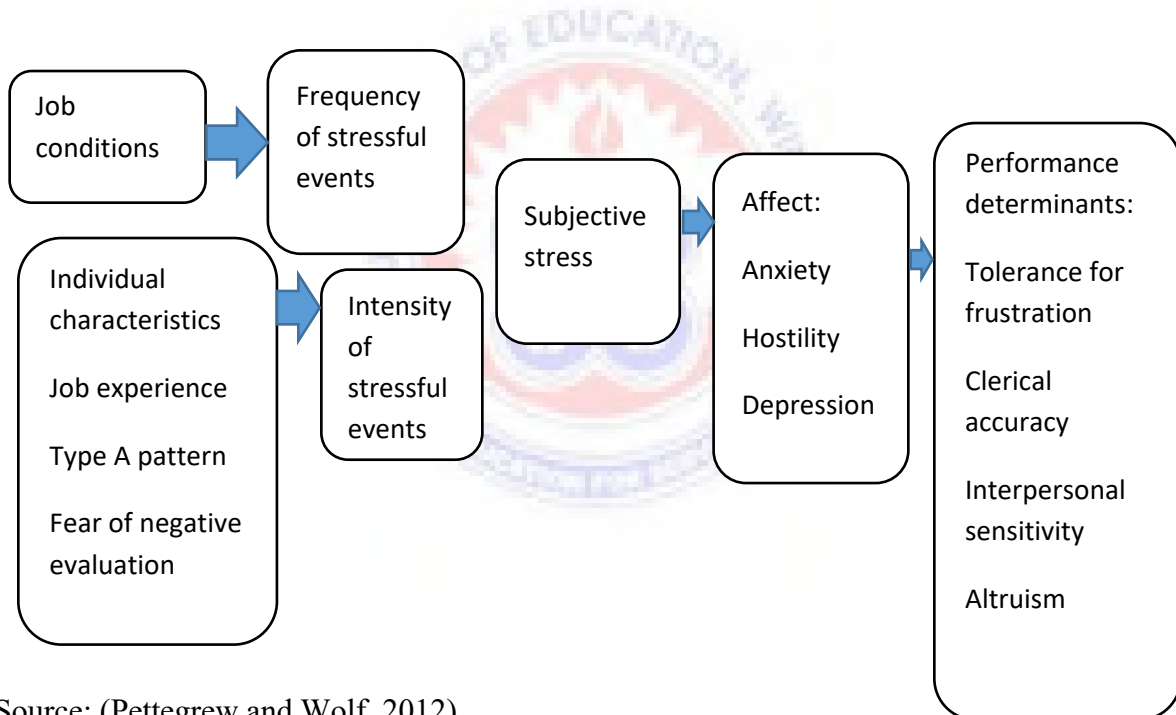 Job
conditions
Frequency
of stressful
events
Individual
characteristics
Job experience
Type A pattern
Fear of negative
evaluation
Intensity
of
stressful
events
Subjective
stress
Affect:
Anxiety
Hostility
Depression
Performance
determinants:
Tolerance for
frustration
Clerical
accuracy
Interpersonal
sensitivity
Altruism
OF EDUCATION,
Source: (Pettegrew and Wolf, 2012)